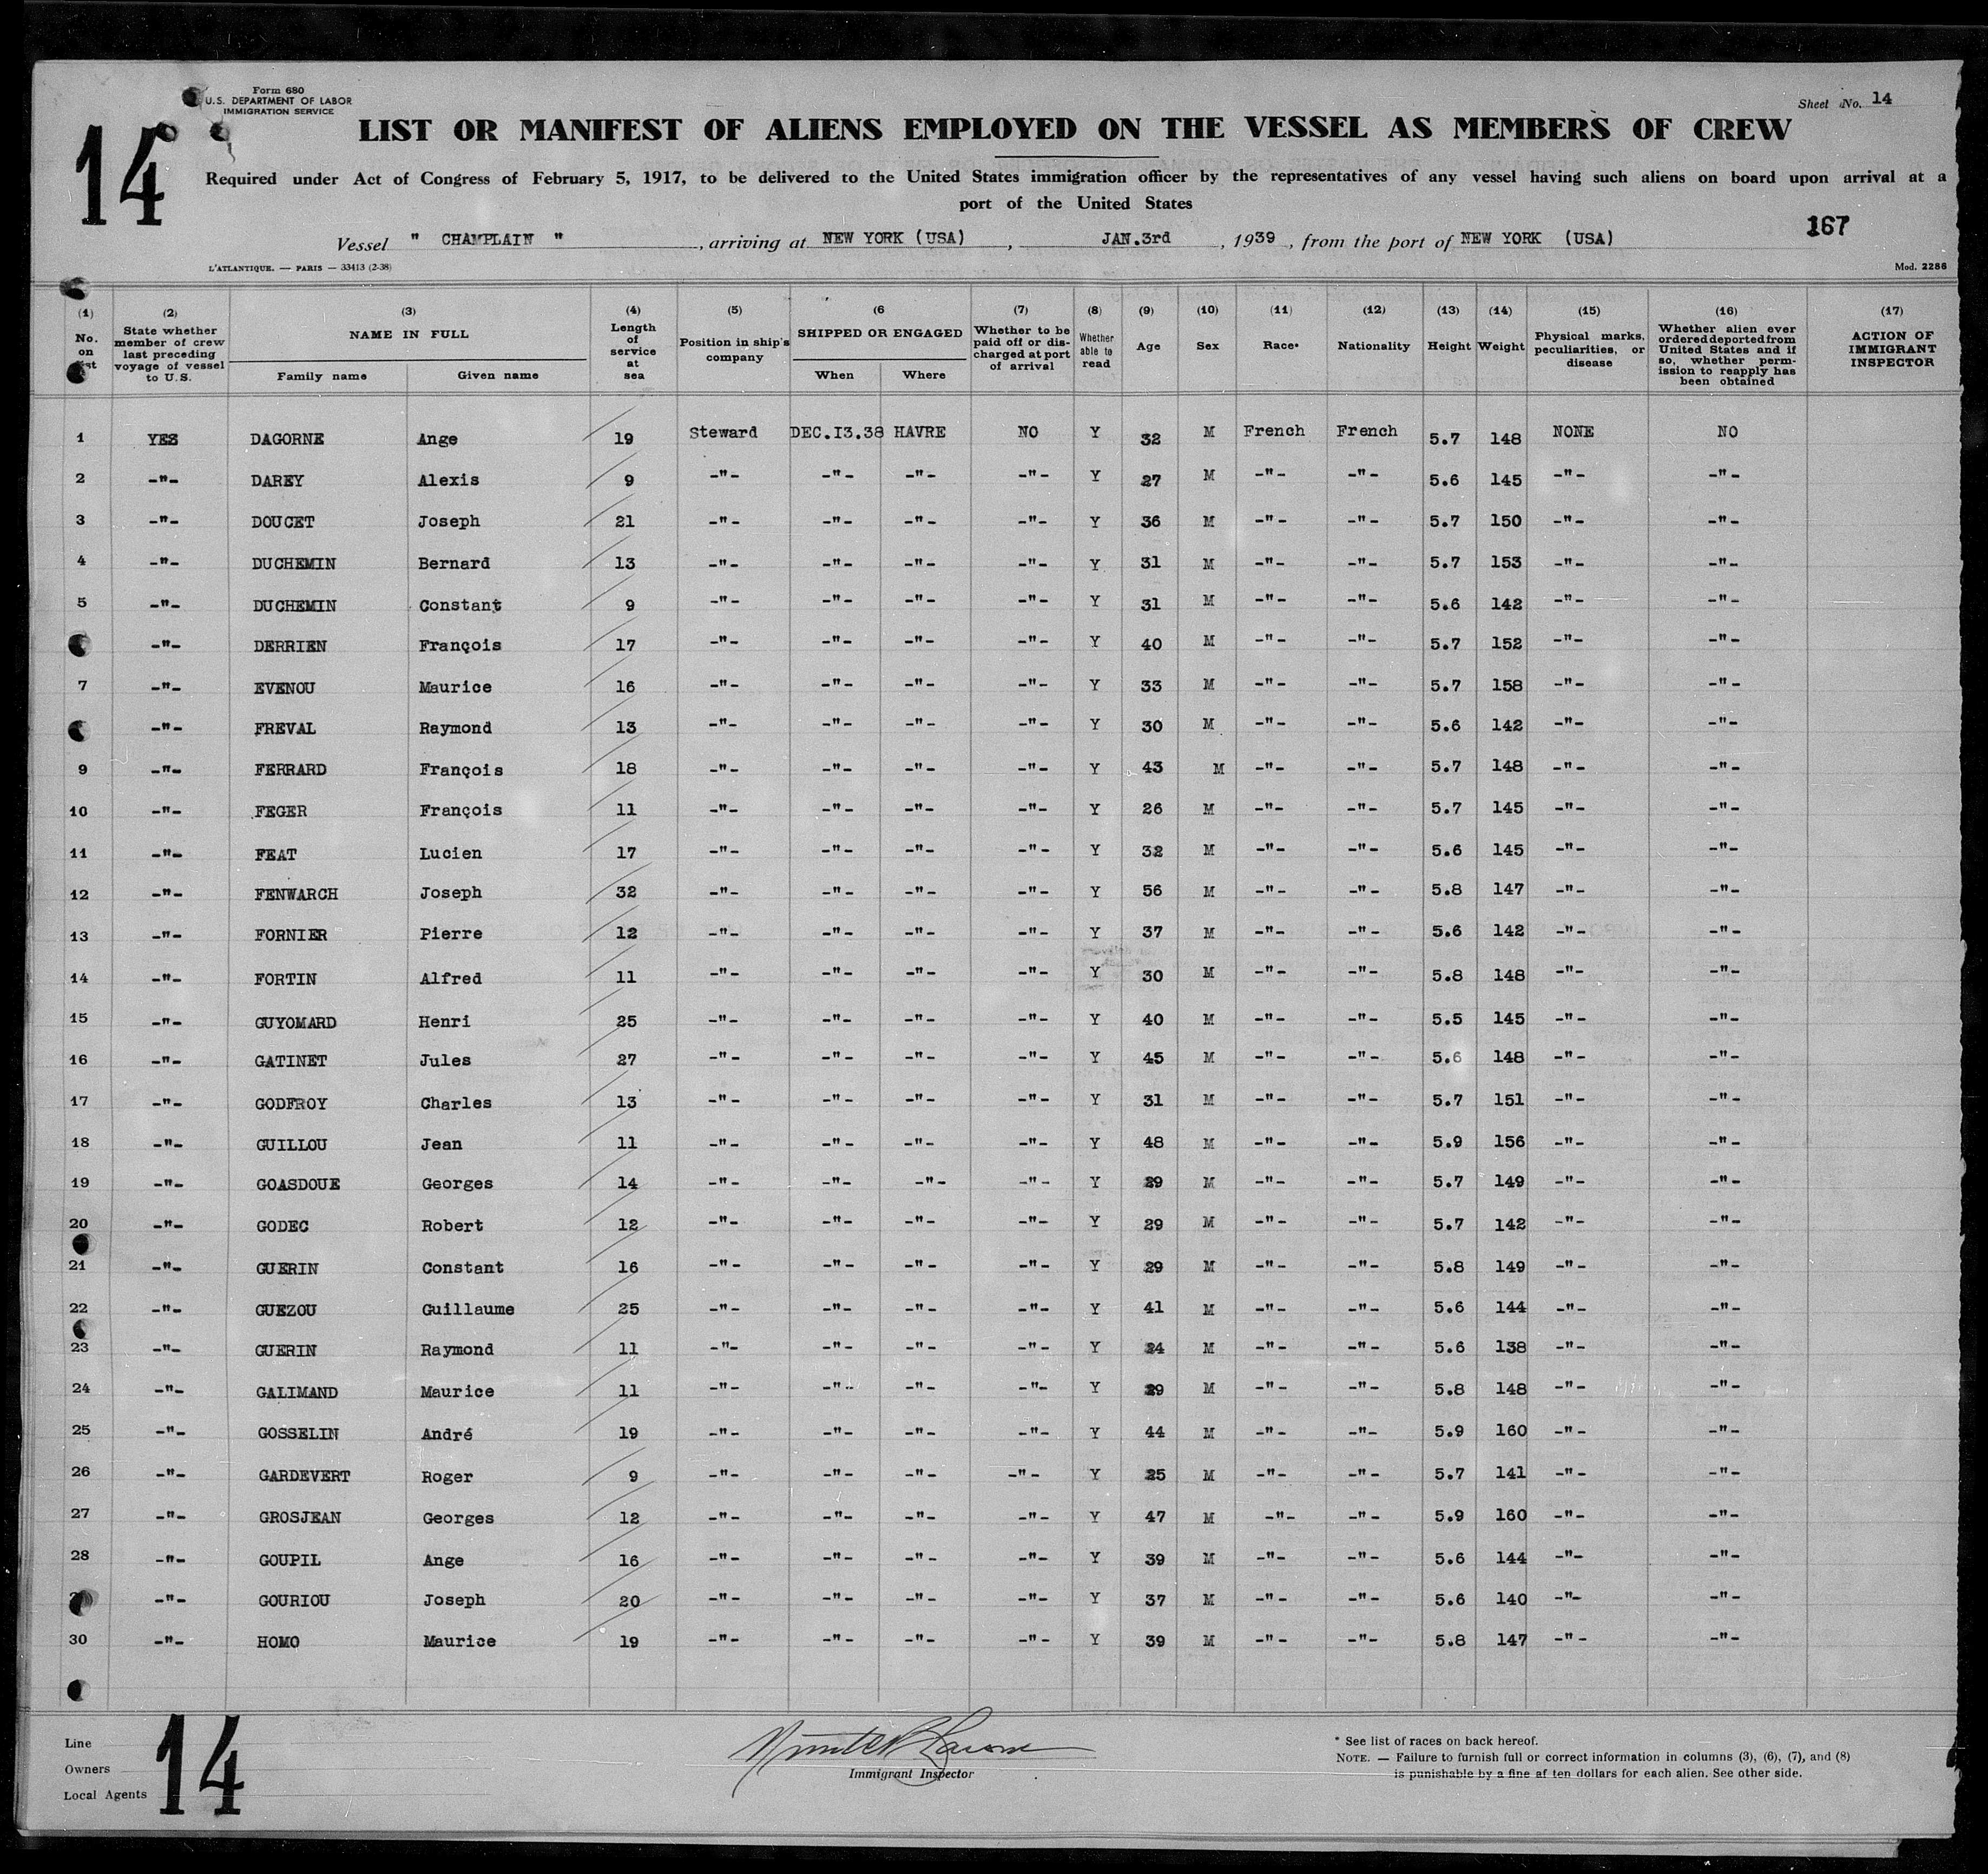 Form 680
U.S. DEPARTMENT OF LABOR
IMMIGRATION SERVICE
Sheet No. 14
14
LIST OR MANIFEST OF ALIENS EMPLOYED ON THE VESSEL AS MEMBERS OF CREW
Required under Act of Congress of February 5, 1917, to be delivered to the United States immigration officer by the representatives of any vessel having such aliens on board upon arrival at a
port of the United States
167
Vessel " CHAMPLAIN " , arriving at NEW YORK (USA) , JAN.3rd , 1939 , from the port of NEW YORK (USA)
L'ATLANTIQUE. — PARIS — 33413 (2-38)
Mod. 2286
(1) No. on (2) State whether member of crew last preceding voyage of vessel to U.S. (3) NAME IN FULL Family name Given name (4) Length of service at sea (5) Position in ship's company (6 SHIPPED OR ENGAGED When Where (7) Whether to be paid off or discharged at port of arrival (8) Whether able to read (9) Age (10) Sex (11) Race* (12) Nationality (13) Height (14) Weight (15) Physical marks, peculiarities, or disease (16) Whether alien ever ordered deported from United States and if so, whether permission to reapply has been obtained (17) ACTION OF IMMIGRANT INSPECTOR
1 YES DAGORNE Ange 19 Steward DEC.13.38 HAVRE NO Y 32 M French French 5.7 148 NONE NO
2 -"- DAREY Alexis 9 -"- -"- -"- -"- Y 27 M -"- -"- 5.6 145 -"- -"-
3 -"- DOUCET Joseph 21 -"- -"- -"- -"- Y 36 M -"- -"- 5.7 150 -"- -"-
4 -"- DUCHEMIN Bernard 13 -"- -"- -"- -"- Y 31 M -"- -"- 5.7 153 -"- -"-
5 -"- DUCHEMIN Constant 9 -"- -"- -"- -"- Y 31 M -"- -"- 5.6 142 -"- -"-
-"- DERRIEN François 17 -"- -"- -"- -"- Y 40 M -"- -"- 5.7 152 -"- -"-
7 -"- EVENOU Maurice 16 -"- -"- -"- -"- Y 33 M -"- -"- 5.7 158 -"- -"-
-"- FREVAL Raymond 13 -"- -"- -"- -"- Y 30 M -"- -"- 5.6 142 -"- -"-
9 -"- FERRARD François 18 -"- -"- -"- -"- Y 43 M -"- -"- 5.7 148 -"- -"-
10 -"- FEGER François 11 -"- -"- -"- -"- Y 26 M -"- -"- 5.7 145 -"- -"-
11 -"- FEAT Lucien 17 -"- -"- -"- -"- Y 32 M -"- -"- 5.6 145 -"- -"-
12 -"- FENWARCH Joseph 32 -"- -"- -"- -"- Y 56 M -"- -"- 5.8 147 -"- -"-
13 -"- FORNIER Pierre 12 -"- -"- -"- -"- Y 37 M -"- -"- 5.6 142 -"- -"-
14 -"- FORTIN Alfred 11 -"- -"- -"- -"- Y 30 M -"- -"- 5.8 148 -"- -"-
15 -"- GUYOMARD Henri 25 -"- -"- -"- -"- Y 40 M -"- -"- 5.5 145 -"- -"-
16 -"- GATINET Jules 27 -"- -"- -"- -"- Y 45 M -"- -"- 5.6 148 -"- -"-
17 -"- GODFROY Charles 13 -"- -"- -"- -"- Y 31 M -"- -"- 5.7 151 -"- -"-
18 -"- GUILLOU Jean 11 -"- -"- -"- -"- Y 48 M -"- -"- 5.9 156 -"- -"-
19 -"- GOASDOUE Georges 14 -"- -"- -"- -"- Y 29 M -"- -"- 5.7 149 -"- -"-
20 -"- GODEC Robert 12 -"- -"- -"- -"- Y 29 M -"- -"- 5.7 142 -"- -"-
21 -"- GUERIN Constant 16 -"- -"- -"- -"- Y 29 M -"- -"- 5.8 149 -"- -"-
22 -"- GUEZOU Guillaume 25 -"- -"- -"- -"- Y 41 M -"- -"- 5.6 144 -"- -"-
23 -"- GUERIN Raymond 11 -"- -"- -"- -"- Y 24 M -"- -"- 5.6 138 -"- -"-
24 -"- GALIMAND Maurice 11 -"- -"- -"- -"- Y 29 M -"- -"- 5.8 148 -"- -"-
25 -"- GOSSELIN André 19 -"- -"- -"- -"- Y 44 M -"- -"- 5.9 160 -"- -"-
26 -"- GARDEVERT Roger 9 -"- -"- -"- -"- Y 25 M -"- -"- 5.7 141 -"- -"-
27 -"- GROSJEAN Georges 12 -"- -"- -"- -"- Y 47 M -"- -"- 5.9 160 -"- -"-
28 -"- GOUPIL Ange 16 -"- -"- -"- -"- Y 39 M -"- -"- 5.6 144 -"- -"-
-"- GOURIOU Joseph 20 -"- -"- -"- -"- Y 37 M -"- -"- 5.6 140 -"- -"-
30 -"- HOMO Maurice 19 -"- -"- -"- -"- Y 39 M -"- -"- 5.8 147 -"- -"-
Line
Owners
Local Agents
14
Immigrant Inspector
* See list of races on back hereof.
NOTE. — Failure to furnish full or correct information in columns (3), (6), (7), and (8)
is punishable by a fine af ten dollars for each alien. See other side.